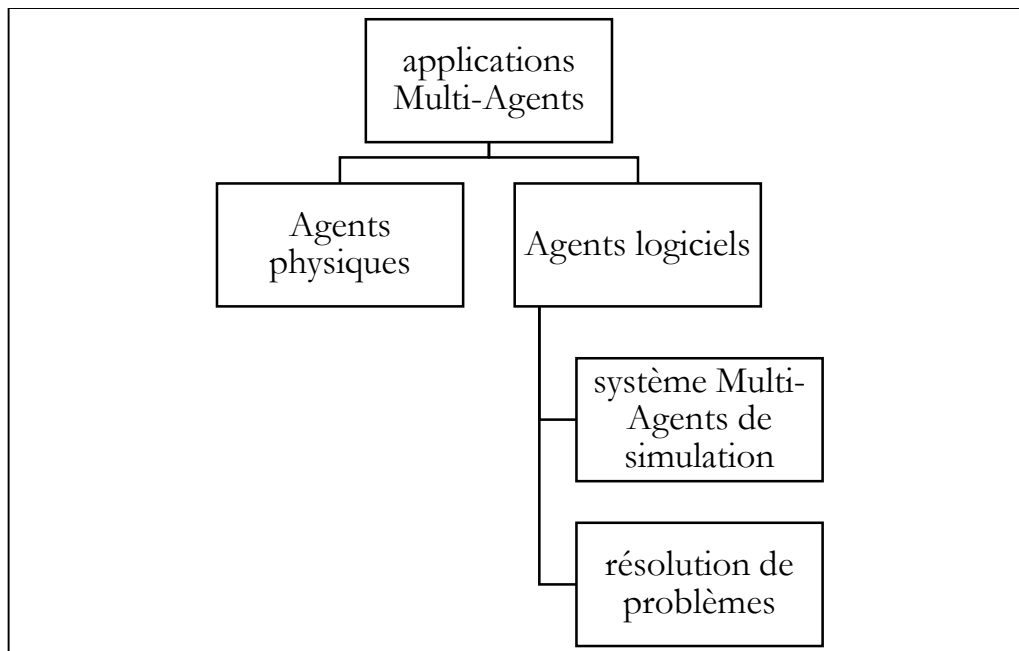 applications
Multi-Agents
Agents
physiques
Agents logiciels
système Multi-
Agents de
simulation
résolution de
problèmes